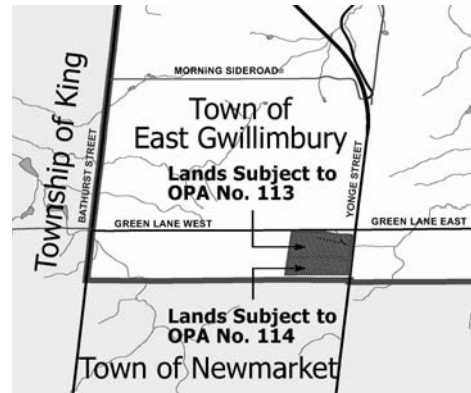 MORNING SIDEROAD
Township of King
Town of
East Gwillimbury
BATHURST STREET
Lands Subject to
OPA No. 113
YONGE STREET
GREEN LANE WEST
GREEN LANE EAST
Lands Subject to
OPA No. 114
Town of Newmarket